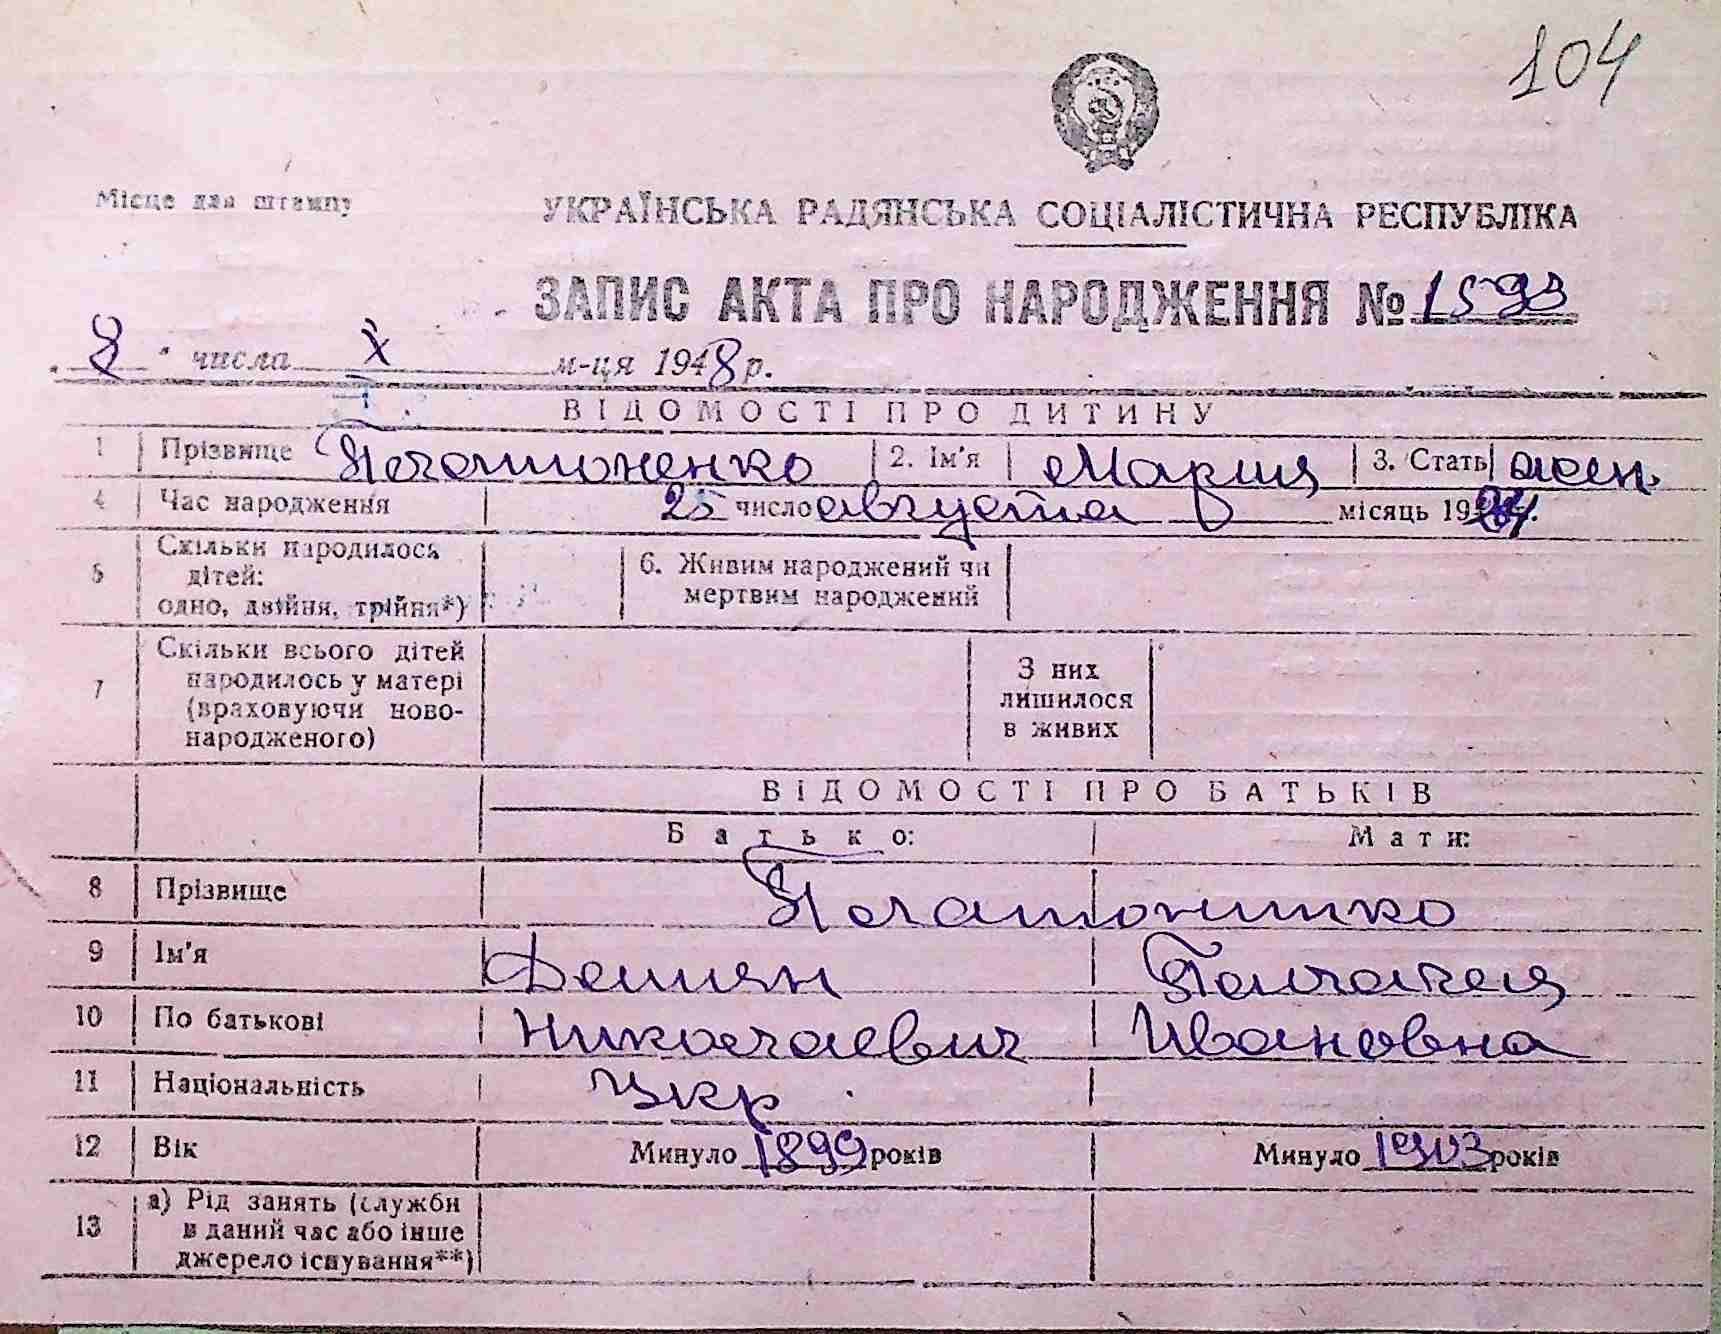 104
Місце для штампу
УКРАЇНСЬКА РАДЯНСЬКА СОЦІАЛІСТИЧНА РЕСПУБЛІКА
ЗАПИС АКТА ПРО НАРОДЖЕННЯ № 1593
"8" числа X м-ця 1948 р.
ВІДОМОСТІ ПРО ДИТИНУ
1 Прізвище 2. Ім'я Мария 3. Стать жен.
4 Час народження 25 число августа місяць 19
5 Скільки народилось дітей: одно, двійня, трійня*) 6. Живим народжений чи мертвим народжений
7 Скільки всього дітей народилось у матері (враховуючи новонародженого) З них лишилося в живих
ВІДОМОСТІ ПРО БАТЬКІВ
Батько: Мати:
8 Прізвище
9 Ім'я Демьян Палагея
10 По батькові Николаевич Ивановна
11 Національність Укр
12 Вік Минуло 1899 років Минуло 1903 років
13 а) Рід занять (служби в даний час або інше джерело існування**)